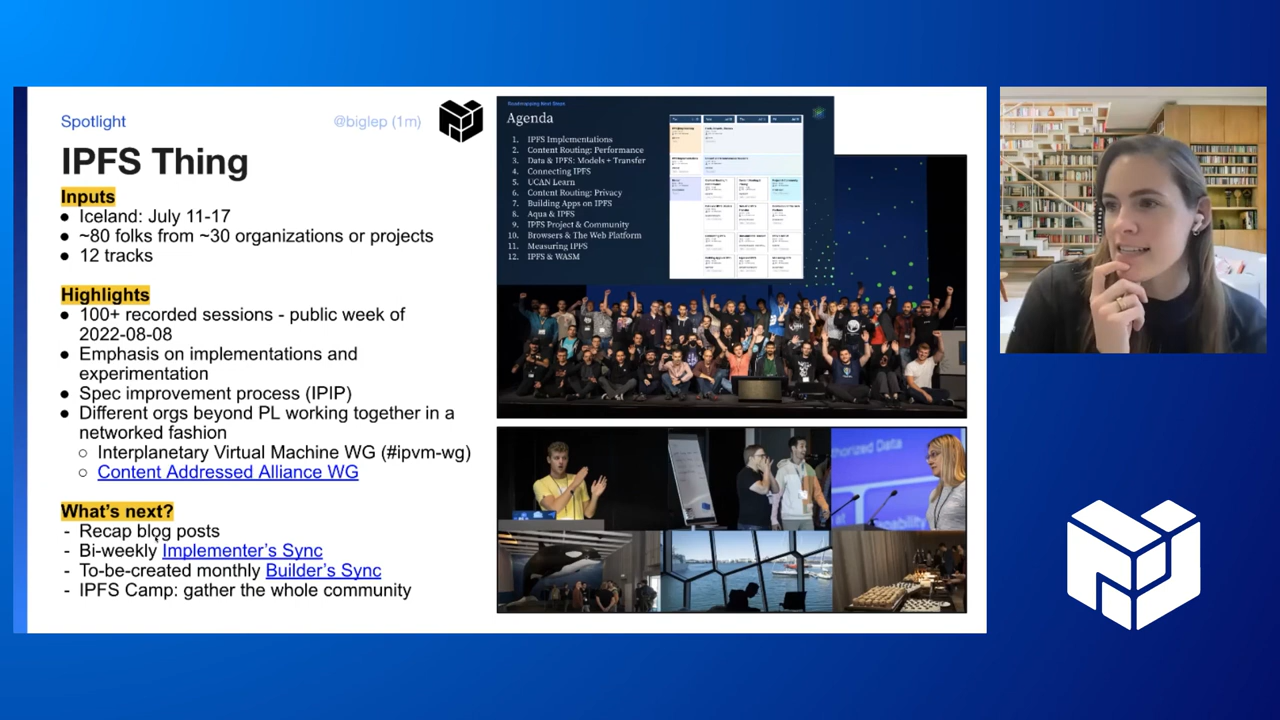 Spotlight
@biglep (1m)
IPFS Thing
Inputs
● Iceland: July 11-17
● ~80 folks from ~30 organizations or projects
● 12 tracks
Highlights
● 100+ recorded sessions - public week of
2022-08-08
● Emphasis on implementations and
experimentation
● Spec improvement process (IPIP)
● Different orgs beyond PL working together in a
networked fashion
○ Interplanetary Virtual Machine WG (#ipvm-wg)
○ Content Addressed Alliance WG
What's next?
- Recap blog posts
- Bi-weekly Implementer's Sync
- To-be-created monthly Builder's Sync
- IPFS Camp: gather the whole community
Roadmapping Next Steps
Agenda
1. IPFS Implementations
2. Content Routing: Performance
3. Data & IPFS: Models + Transfer
4. Connecting IPFS
5. UCAN Learn
6. Content Routing: Privacy
7. Building Apps on IPFS
8. Aqua & IPFS
9. IPFS Project & Community
10. Browsers & The Web Platform
11. Measuring IPFS
12. IPFS & WASM
Data